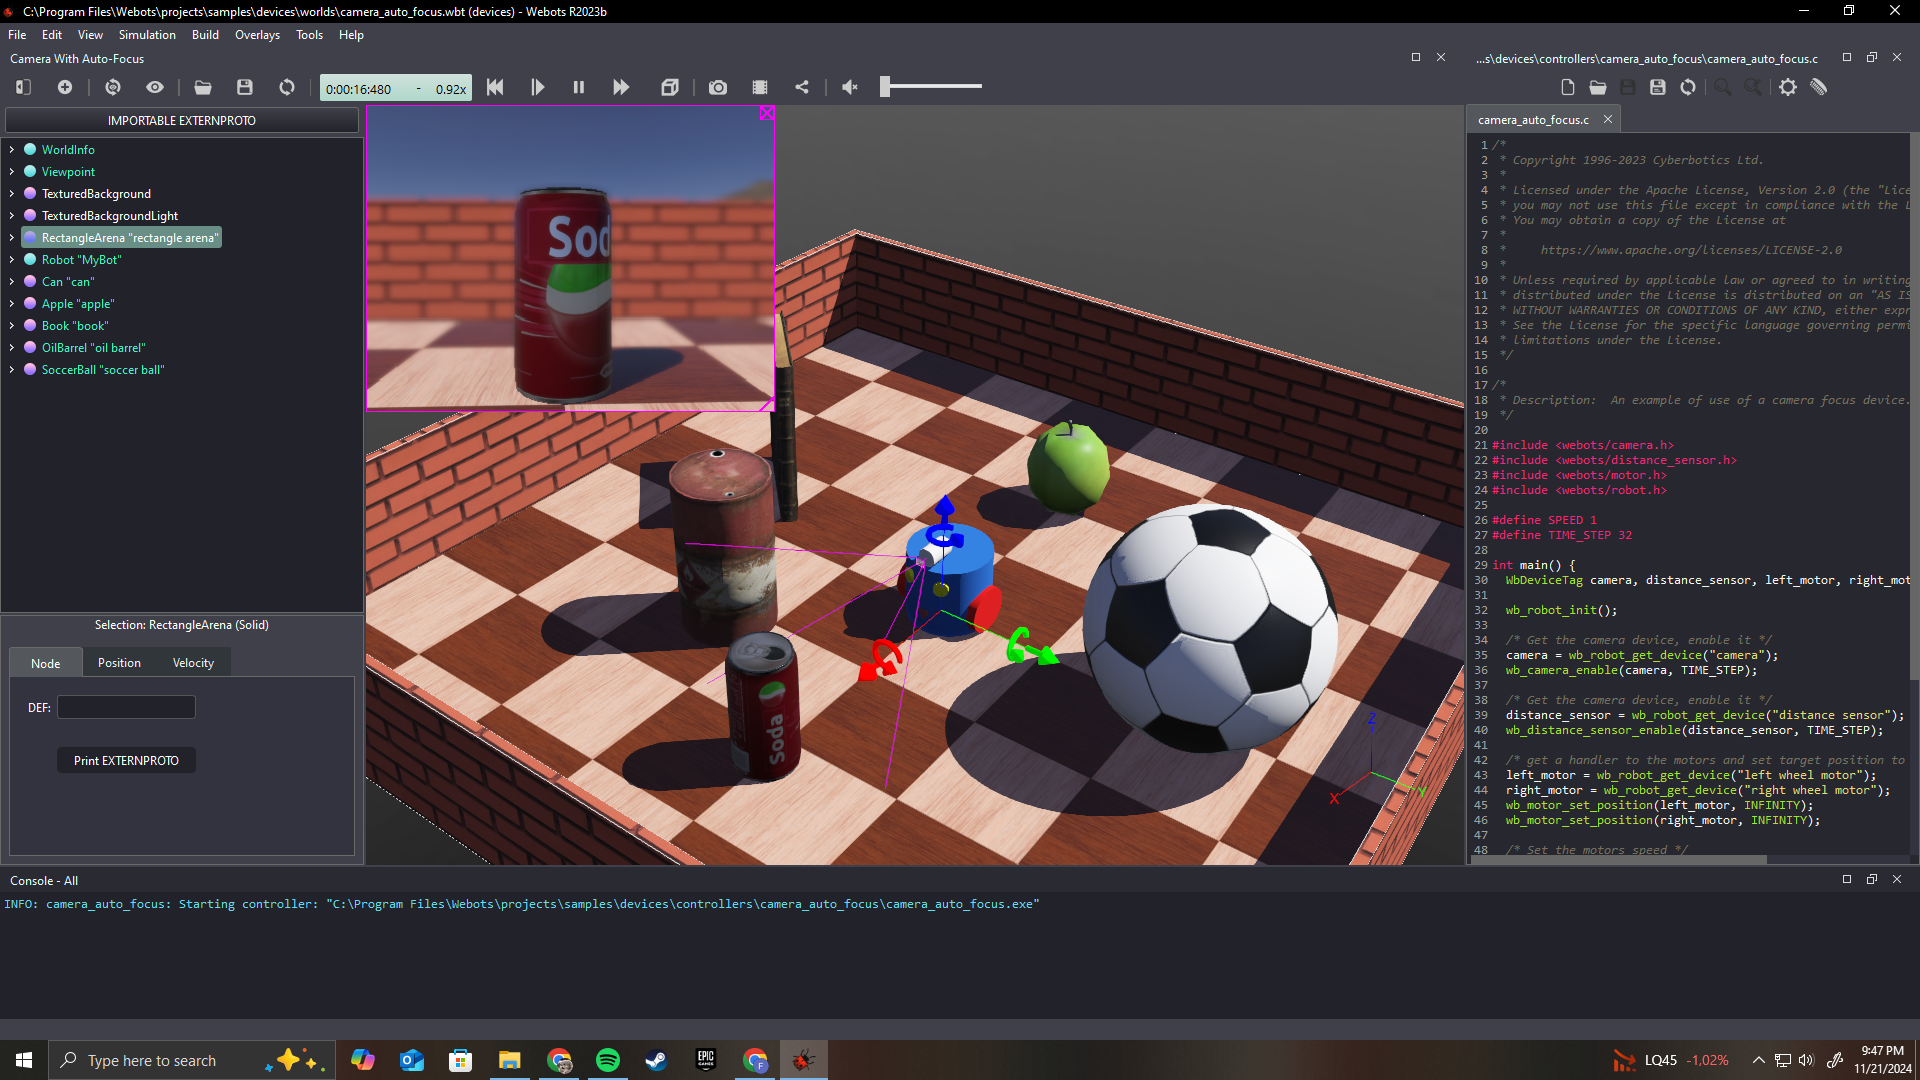 C:\Program Files\Webots\projects\samples\devices\worlds\camera_auto_focus.wbt (devices) - Webots R2023b
File Edit View Simulation Build Overlays Tools Help
Camera With Auto-Focus
...s\devices\controllers\camera_auto_focus\camera_auto_focus.c
0:00:16:480 - 0.92x
IMPORTABLE EXTERNPROTO
WorldInfo
Viewpoint
TexturedBackground
TexturedBackgroundLight
RectangleArena "rectangle arena"
Robot "MyBot"
Can "can"
Apple "apple"
Book "book"
OilBarrel "oil barrel"
SoccerBall "soccer ball"
Selection: RectangleArena (Solid)
Node Position Velocity
DEF:
Print EXTERNPROTO
Sod
Soda
Z
X
Y
camera_auto_focus.c
1 /*
2 * Copyright 1996-2023 Cyberbotics Ltd.
3 *
4 * Licensed under the Apache License, Version 2.0 (the "Lice
5 * you may not use this file except in compliance with the L
6 * You may obtain a copy of the License at
7 *
8 * https://www.apache.org/licenses/LICENSE-2.0
9 *
10 * Unless required by applicable law or agreed to in writing
11 * distributed under the License is distributed on an "AS IS
12 * WITHOUT WARRANTIES OR CONDITIONS OF ANY KIND, either expr
13 * See the License for the specific language governing permi
14 * limitations under the License.
15 */
16
17 /*
18 * Description: An example of use of a camera focus device.
19 */
20
21 #include <webots/camera.h>
22 #include <webots/distance_sensor.h>
23 #include <webots/motor.h>
24 #include <webots/robot.h>
25
26 #define SPEED 1
27 #define TIME_STEP 32
28
29 int main() {
30 WbDeviceTag camera, distance_sensor, left_motor, right_mot
31
32 wb_robot_init();
33
34 /* Get the camera device, enable it */
35 camera = wb_robot_get_device("camera");
36 wb_camera_enable(camera, TIME_STEP);
37
38 /* Get the camera device, enable it */
39 distance_sensor = wb_robot_get_device("distance sensor");
40 wb_distance_sensor_enable(distance_sensor, TIME_STEP);
41
42 /* get a handler to the motors and set target position to
43 left_motor = wb_robot_get_device("left wheel motor");
44 right_motor = wb_robot_get_device("right wheel motor");
45 wb_motor_set_position(left_motor, INFINITY);
46 wb_motor_set_position(right_motor, INFINITY);
47
48 /* Set the motors speed */
Console - All
INFO: camera_auto_focus: Starting controller: "C:\Program Files\Webots\projects\samples\devices\controllers\camera_auto_focus\camera_auto_focus.exe"
Type here to search
EPIC GAMES
LQ45 -1.02%
9:47 PM
11/21/2024